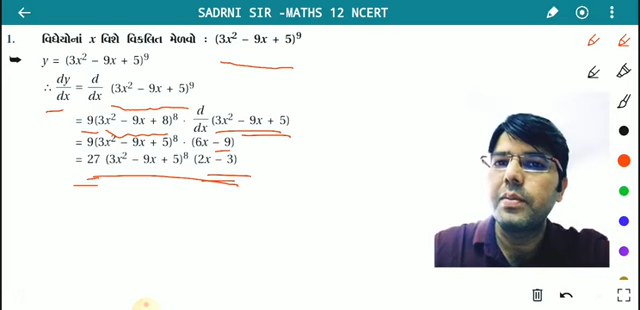 SADRNI SIR -MATHS 12 NCERT
1. વિધેયોનાં x વિશે વિકલિત મેળવો : (3x² − 9x + 5)⁹
➡ y = (3x² − 9x + 5)⁹
∴ dy/dx = d/dx (3x² − 9x + 5)⁹
= 9(3x² − 9x + 8)⁸ · d/dx (3x² − 9x + 5)
= 9(3x² − 9x + 5)⁸ · (6x − 9)
= 27 (3x² − 9x + 5)⁸ (2x − 3)